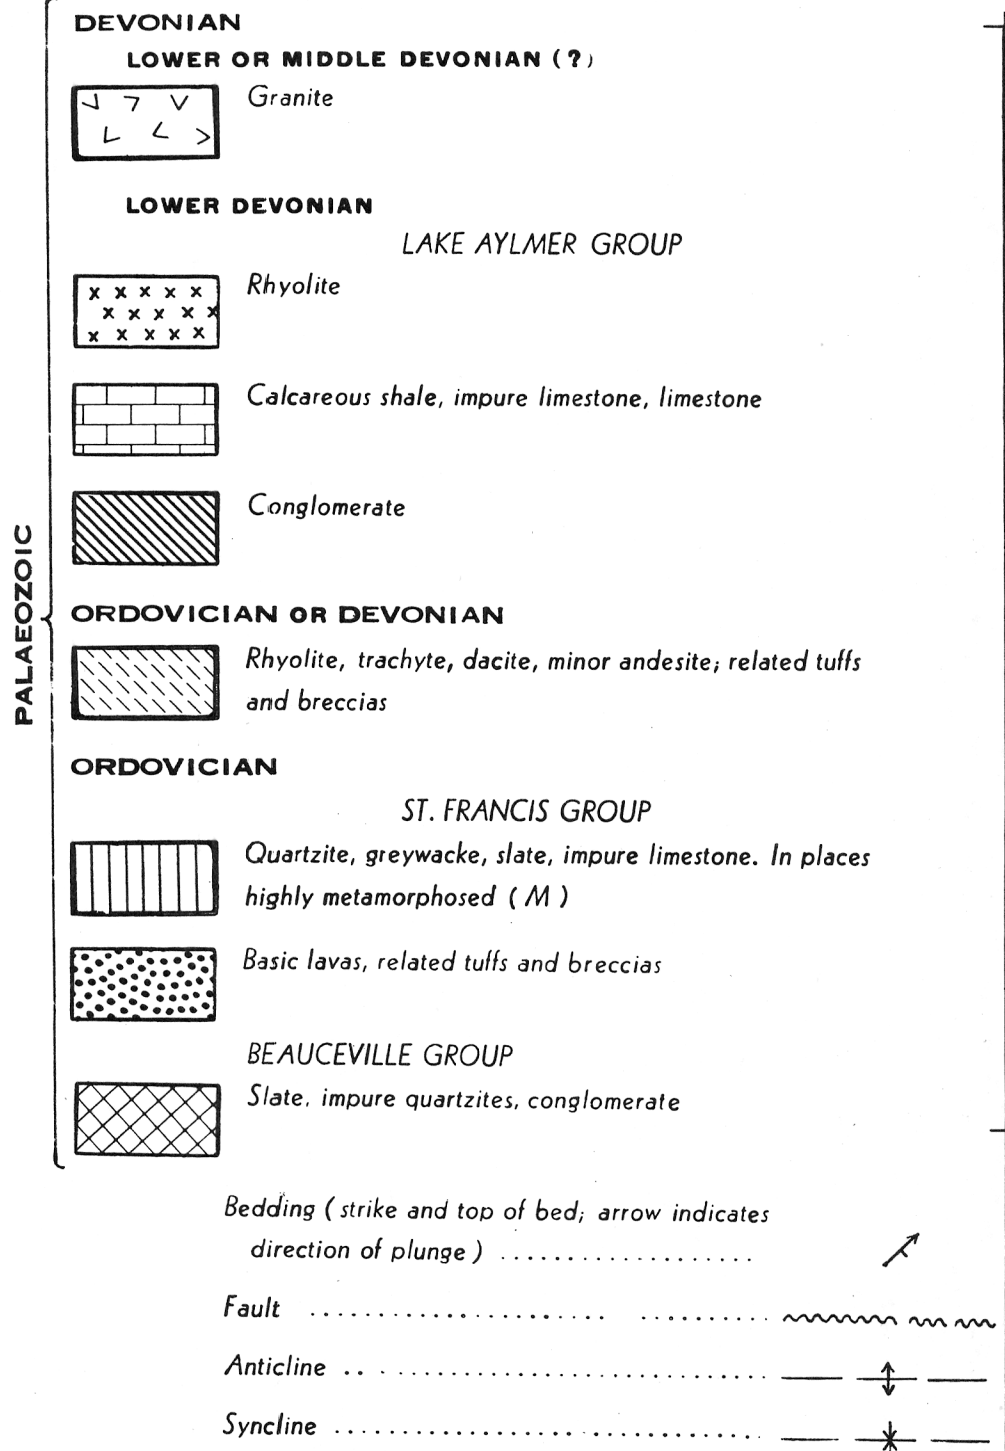 DEVONIAN
LOWER OR MIDDLE DEVONIAN (?)
Granite
LOWER DEVONIAN
LAKE AYLMER GROUP
Rhyolite
Calcareous shale, impure limestone, limestone
Conglomerate
PALAEOZOIC
ORDOVICIAN OR DEVONIAN
Rhyolite, trachyte, dacite, minor andesite; related tuffs
and breccias
ORDOVICIAN
ST. FRANCIS GROUP
Quartzite, greywacke, slate, impure limestone. In places
highly metamorphosed (M)
Basic lavas, related tuffs and breccias
BEAUCEVILLE GROUP
Slate, impure quartzites, conglomerate
Bedding (strike and top of bed; arrow indicates
direction of plunge) ...................
Fault ...............................
Anticline ...............................
Syncline ...............................